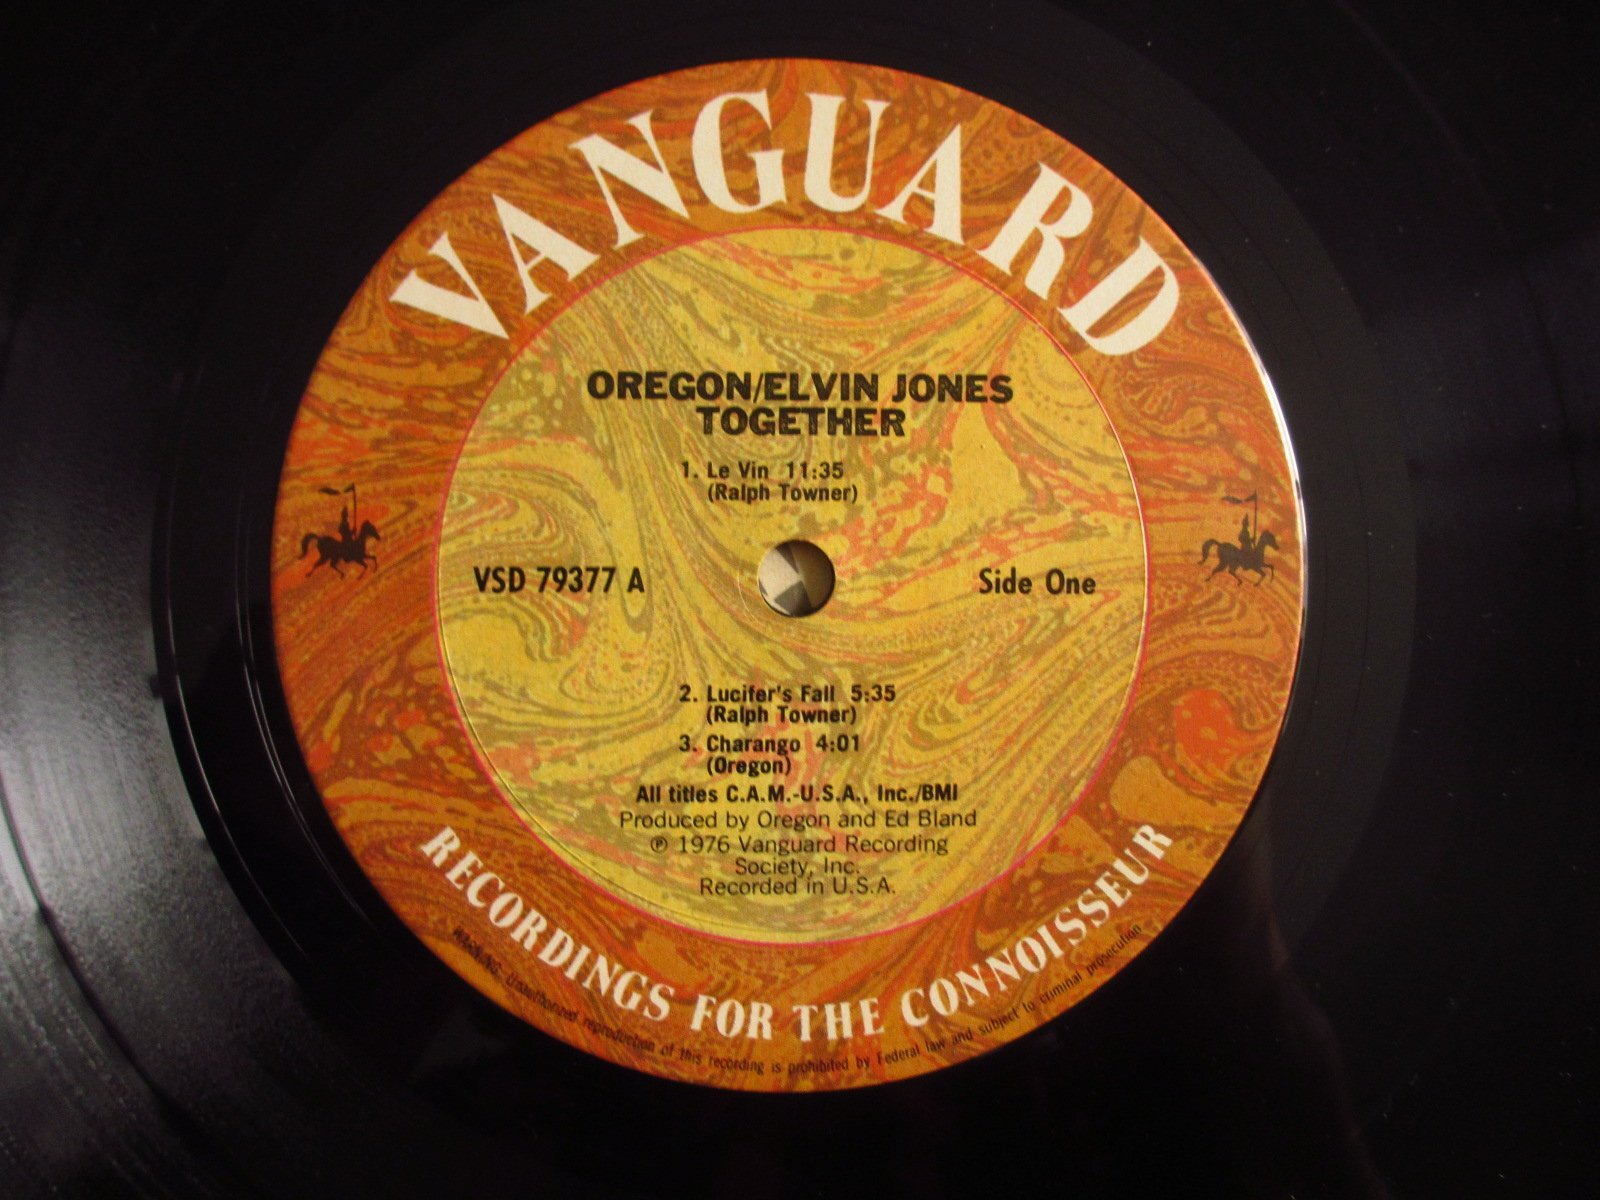 VANGUARD
OREGON/ELVIN JONES
TOGETHER
1. Le Vin 11:35
(Ralph Towner)
VSD 79377 A
Side One
2. Lucifer's Fall 5:35
(Ralph Towner)
3. Charango 4:01
(Oregon)
All titles C.A.M.-U.S.A., Inc./BMI
Produced by Oregon and Ed Bland
℗ 1976 Vanguard Recording
Society, Inc.
Recorded in U.S.A.
RECORDINGS FOR THE CONNOISSEUR
WARNING: Unauthorized reproduction of this recording is prohibited by Federal law and subject to criminal prosecution